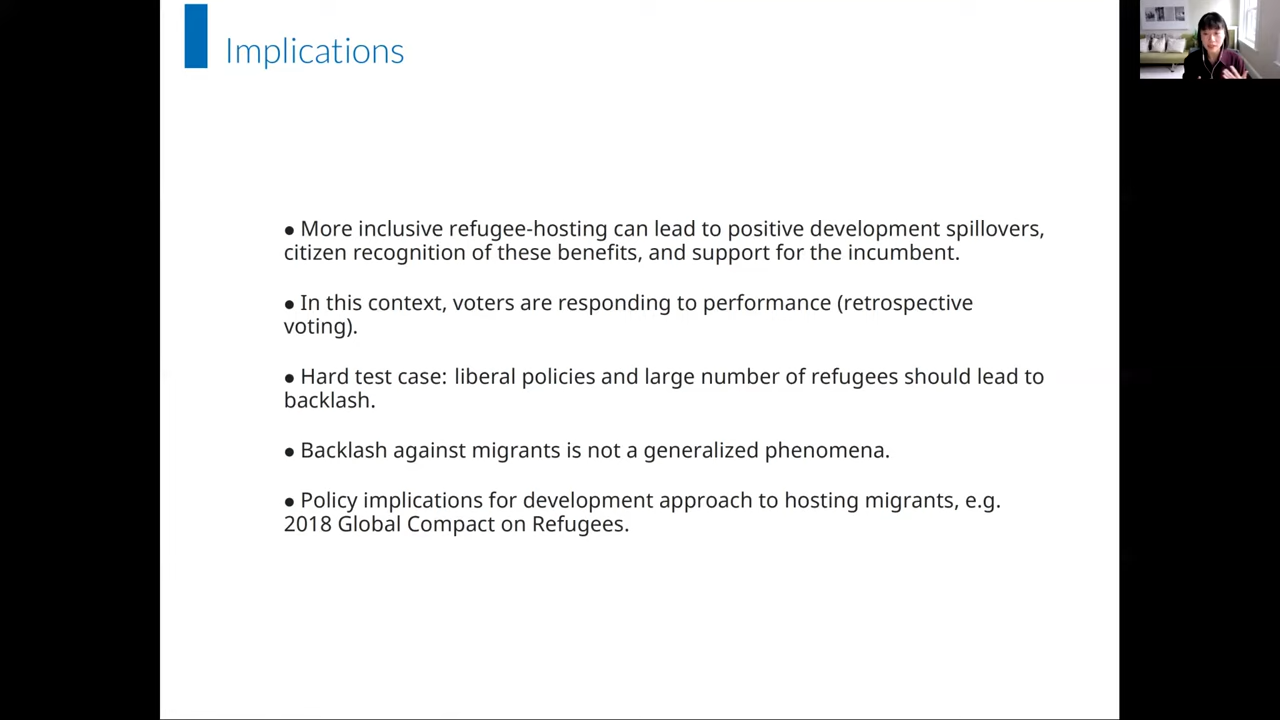 Implications
● More inclusive refugee-hosting can lead to positive development spillovers,
citizen recognition of these benefits, and support for the incumbent.
● In this context, voters are responding to performance (retrospective
voting).
● Hard test case: liberal policies and large number of refugees should lead to
backlash.
● Backlash against migrants is not a generalized phenomena.
● Policy implications for development approach to hosting migrants, e.g.
2018 Global Compact on Refugees.